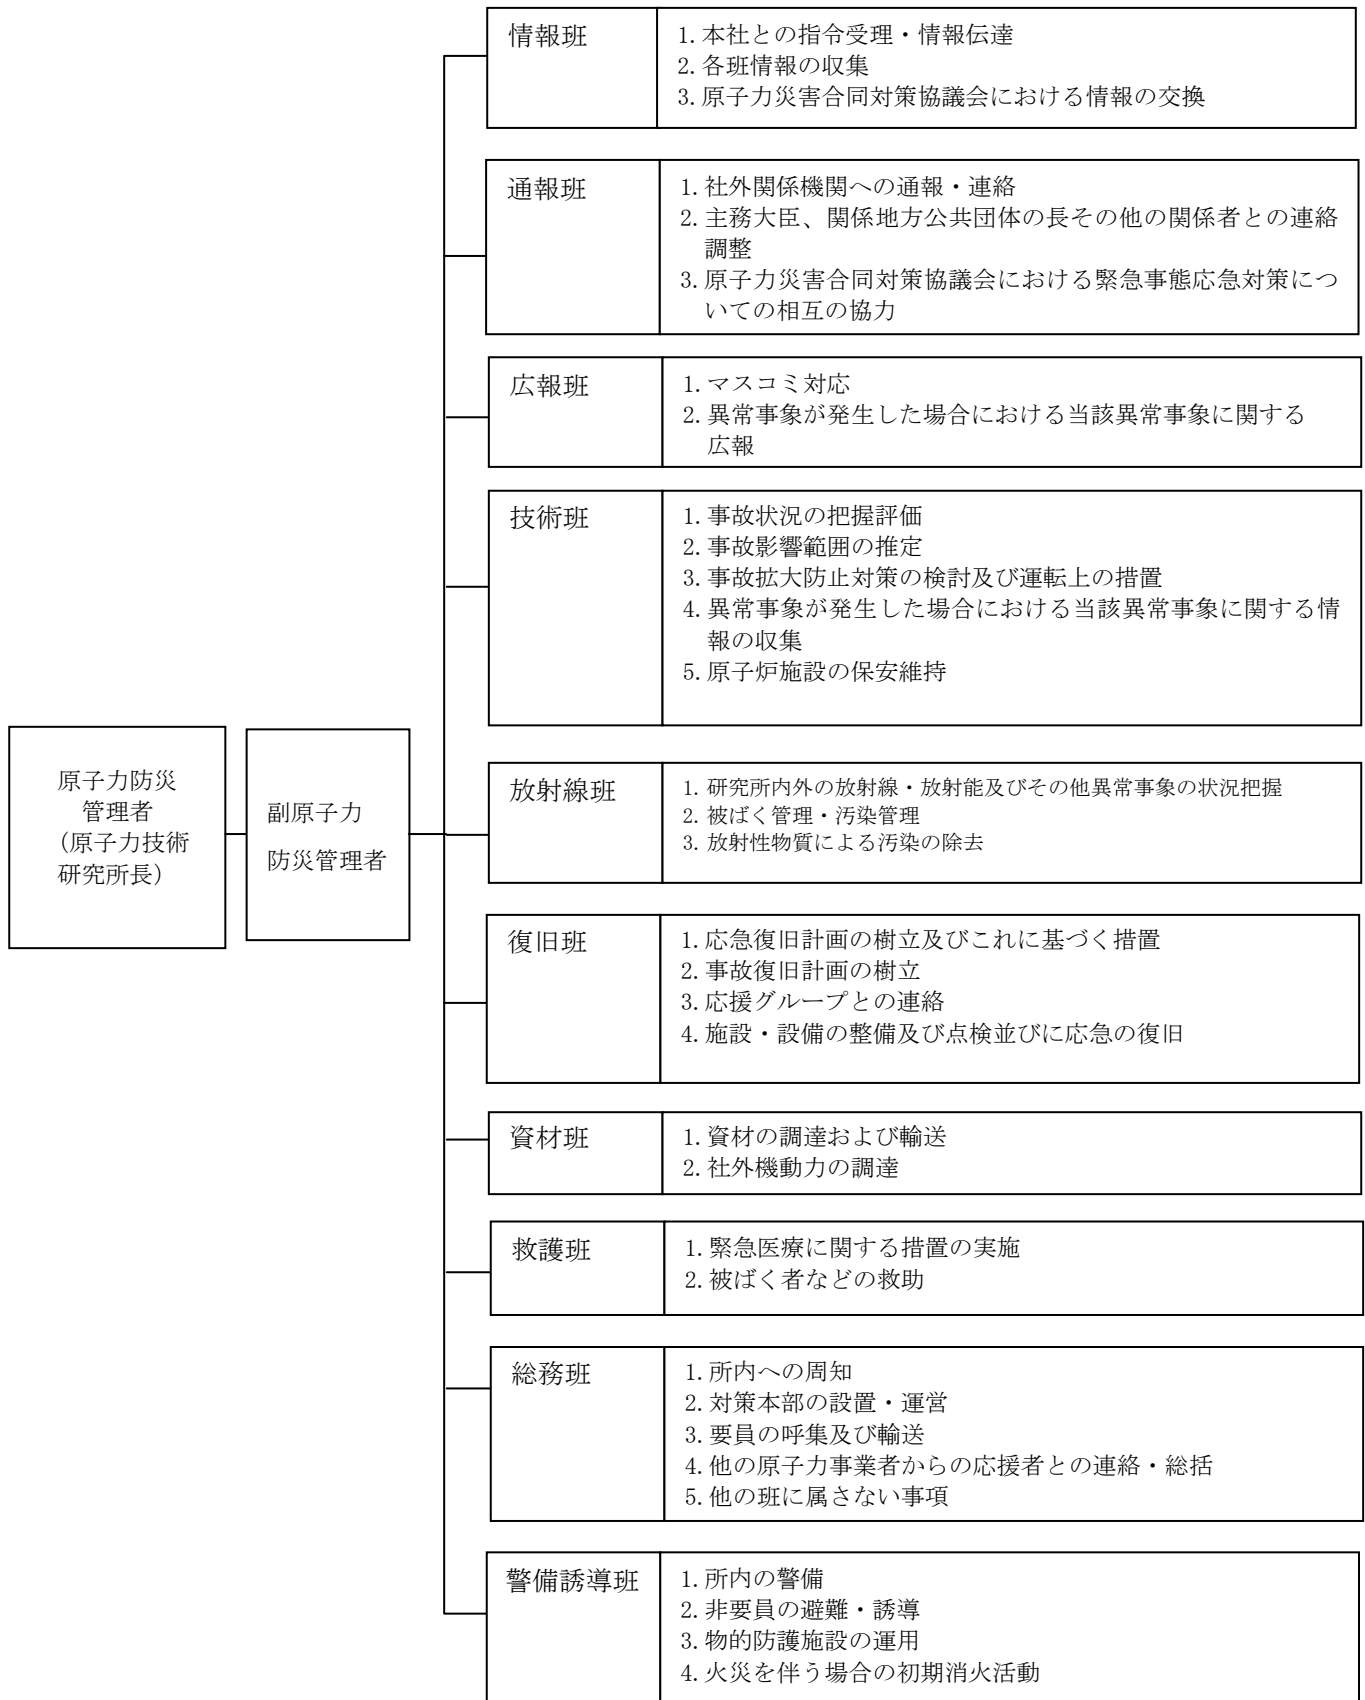 情報班
1. 本社との指令受理・情報伝達
2. 各班情報の収集
3. 原子力災害合同対策協議会における情報の交換
通報班
1. 社外関係機関への通報・連絡
2. 主務大臣、関係地方公共団体の長その他の関係者との連絡
調整
3. 原子力災害合同対策協議会における緊急事態応急対策につ
いての相互の協力
広報班
1. マスコミ対応
2. 異常事象が発生した場合における当該異常事象に関する
広報
技術班
1. 事故状況の把握評価
2. 事故影響範囲の推定
3. 事故拡大防止対策の検討及び運転上の措置
4. 異常事象が発生した場合における当該異常事象に関する情
報の収集
5. 原子炉施設の保安維持
原子力防災
管理者
(原子力技術
研究所長)
副原子力
防災管理者
放射線班
1. 研究所内外の放射線・放射能及びその他異常事象の状況把握
2. 被ばく管理・汚染管理
3. 放射性物質による汚染の除去
復旧班
1. 応急復旧計画の樹立及びこれに基づく措置
2. 事故復旧計画の樹立
3. 応援グループとの連絡
4. 施設・設備の整備及び点検並びに応急の復旧
資材班
1. 資材の調達および輸送
2. 社外機動力の調達
救護班
1. 緊急医療に関する措置の実施
2. 被ばく者などの救助
総務班
1. 所内への周知
2. 対策本部の設置・運営
3. 要員の呼集及び輸送
4. 他の原子力事業者からの応援者との連絡・総括
5. 他の班に属さない事項
警備誘導班
1. 所内の警備
2. 非要員の避難・誘導
3. 物的防護施設の運用
4. 火災を伴う場合の初期消火活動